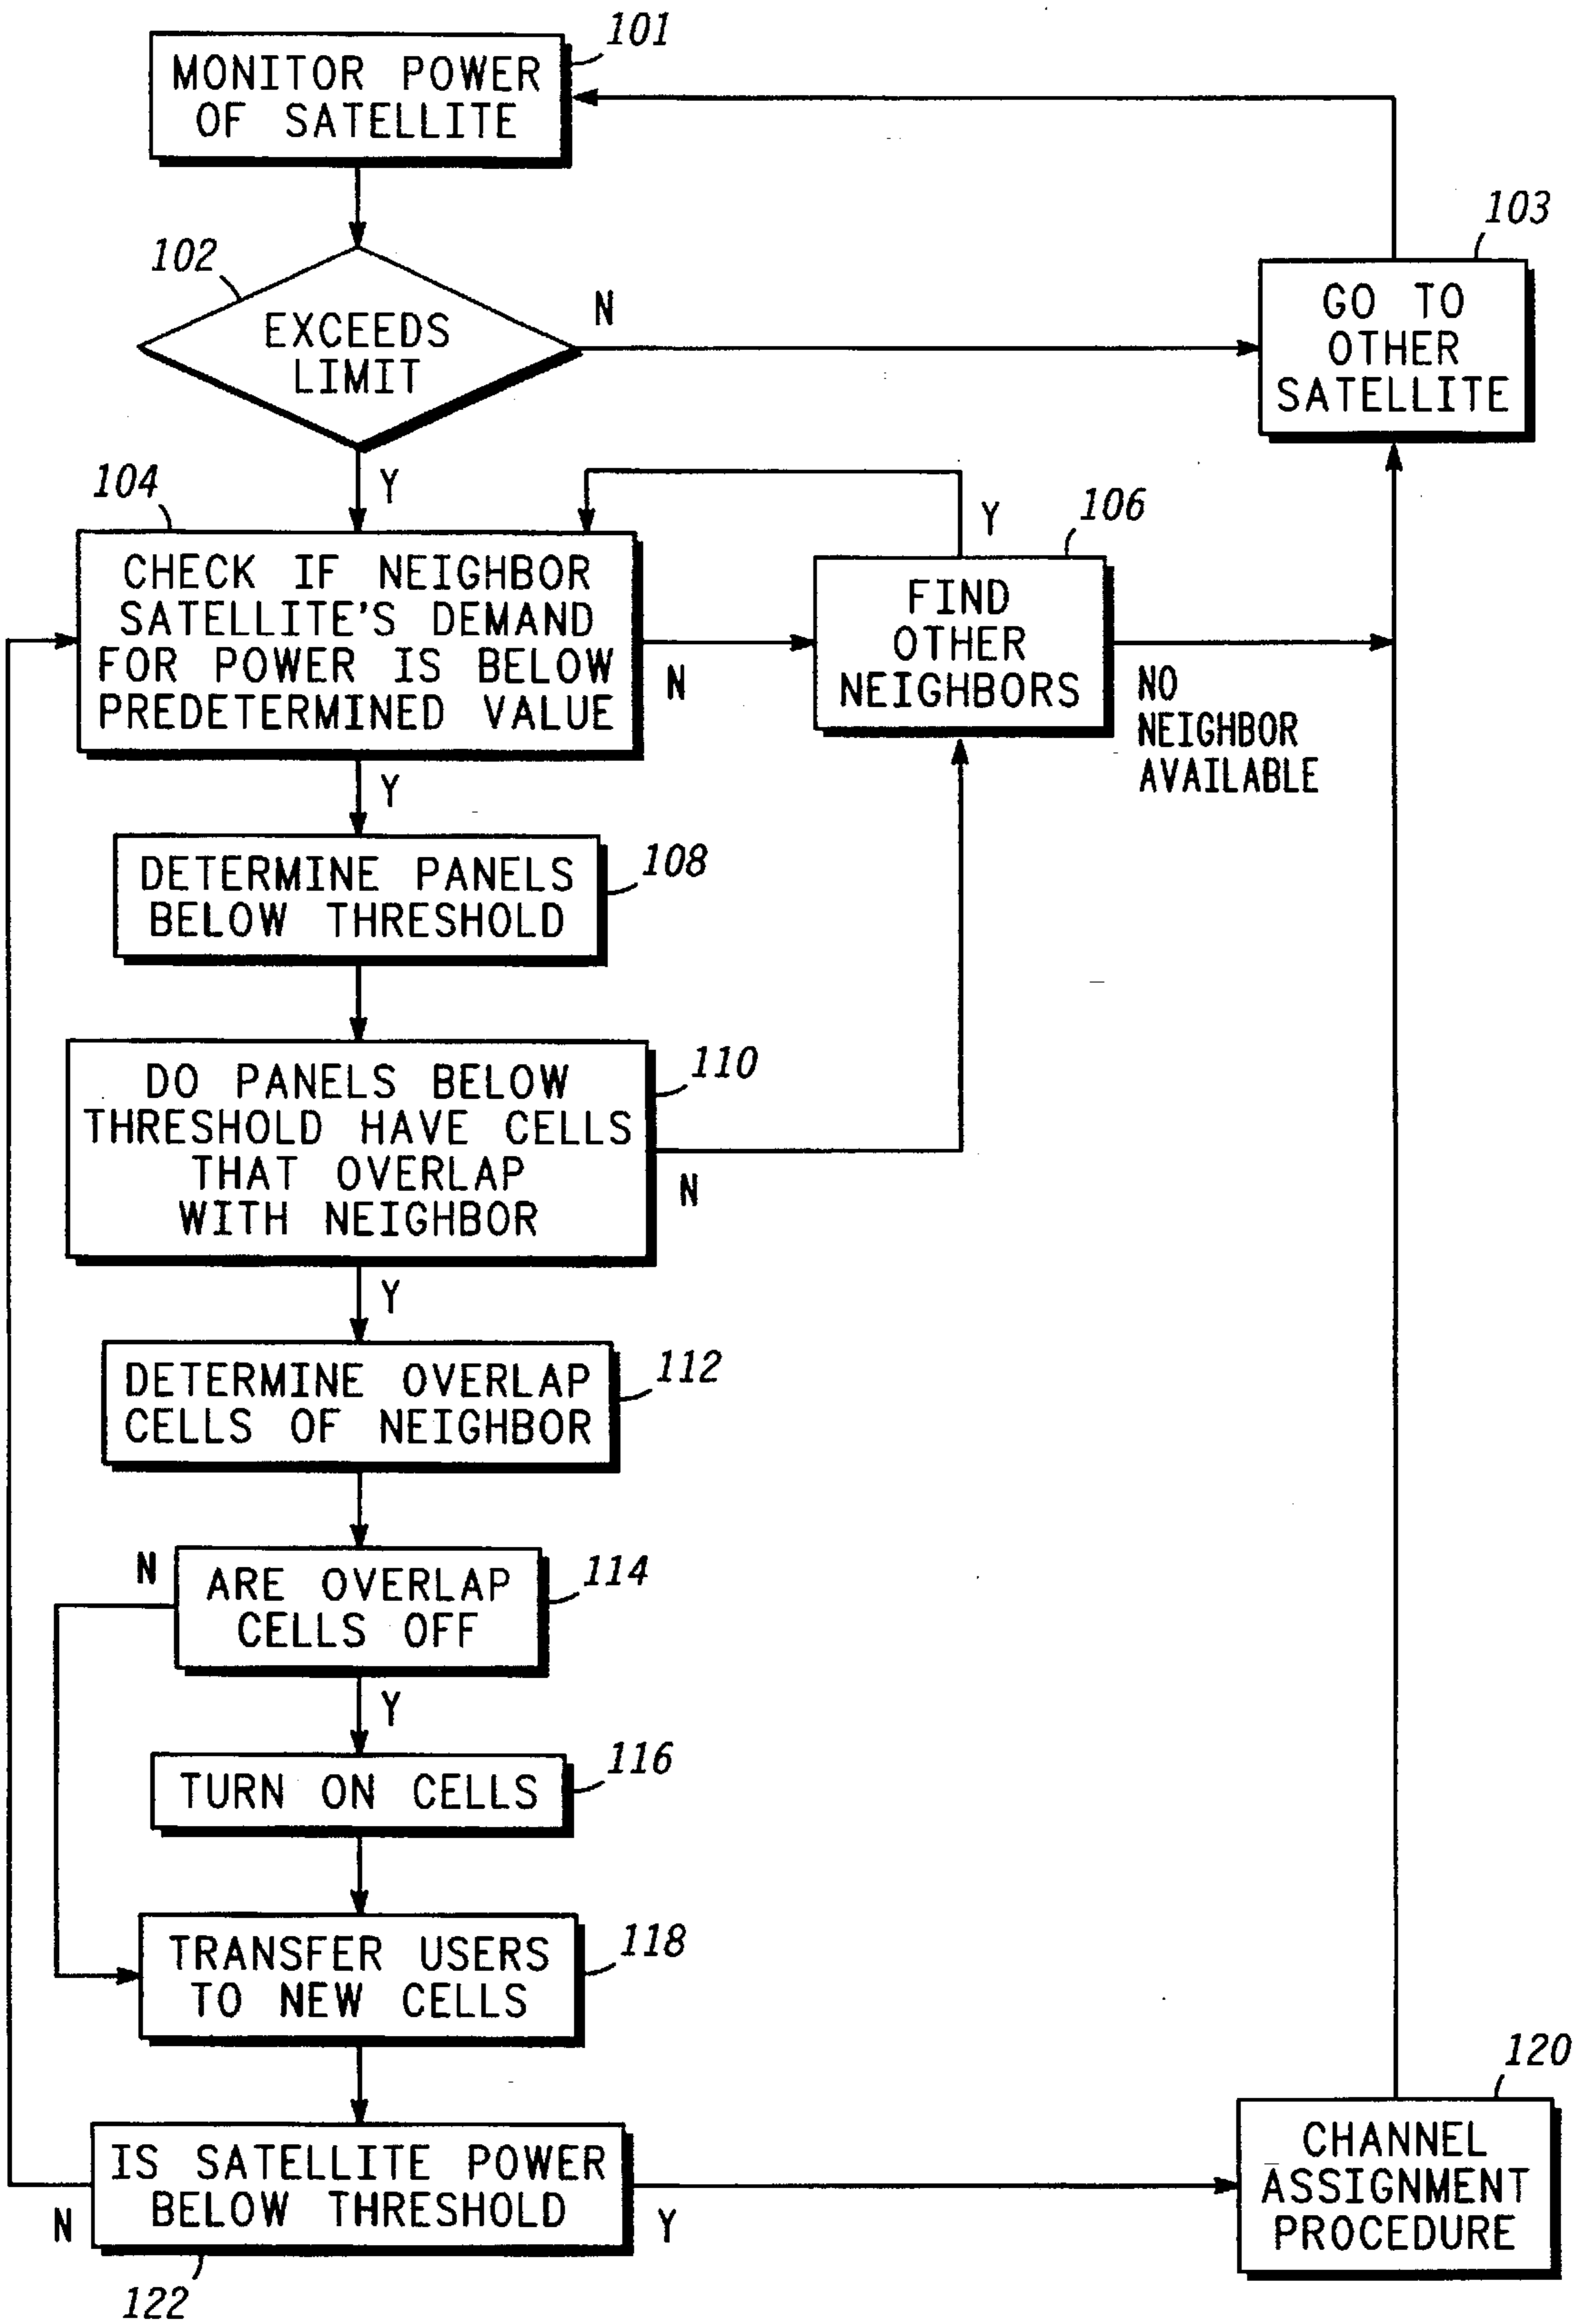 101
MONITOR POWER
OF SATELLITE
103
102
N
EXCEEDS
LIMIT
GO TO
OTHER
SATELLITE
104
Y
Y
106
CHECK IF NEIGHBOR
SATELLITE'S DEMAND
FOR POWER IS BELOW
PREDETERMINED VALUE
N
FIND
OTHER
NEIGHBORS
NO
NEIGHBOR
AVAILABLE
Y
108
DETERMINE PANELS
BELOW THRESHOLD
110
DO PANELS BELOW
THRESHOLD HAVE CELLS
THAT OVERLAP
WITH NEIGHBOR
N
Y
112
DETERMINE OVERLAP
CELLS OF NEIGHBOR
N
114
ARE OVERLAP
CELLS OFF
Y
116
TURN ON CELLS
118
TRANSFER USERS
TO NEW CELLS
120
IS SATELLITE POWER
BELOW THRESHOLD
N
Y
122
CHANNEL
ASSIGNMENT
PROCEDURE